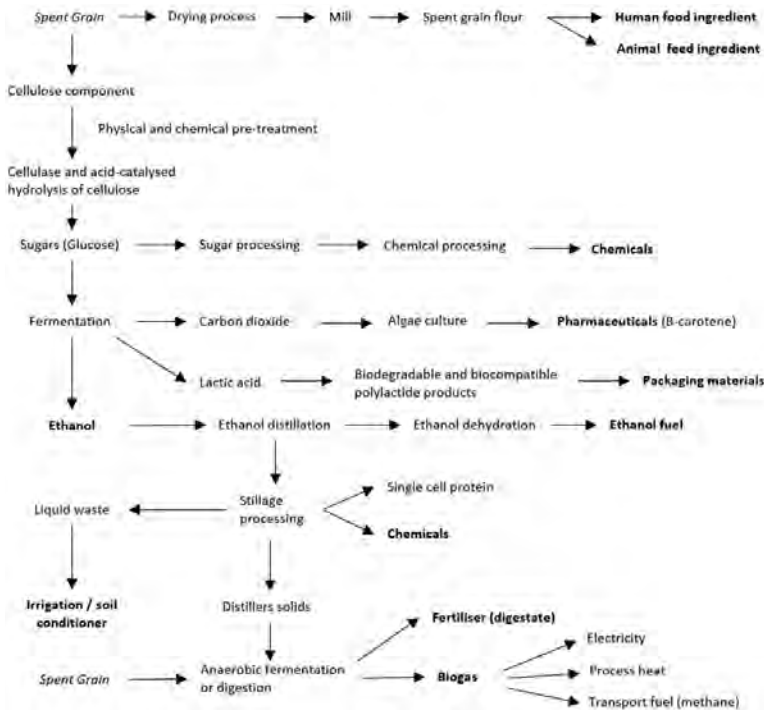 Spent Grain
Drying process
Mill
Spent grain flour
Human food ingredient
Animal feed ingredient
Cellulose component
Physical and chemical pre-treatment
Cellulase and acid-catalysed
hydrolysis of cellulose
Sugars (Glucose)
Sugar processing
Chemical processing
Chemicals
Fermentation
Carbon dioxide
Algae culture
Pharmaceuticals (B-carotene)
Lactic acid
Biodegradable and biocompatible
polylactide products
Packaging materials
Ethanol
Ethanol distillation
Ethanol dehydration
Ethanol fuel
Single cell protein
Liquid waste
Stillage
processing
Chemicals
Irrigation / soil
conditioner
Distillers solids
Fertiliser (digestate)
Electricity
Spent Grain
Anaerobic fermentation
or digestion
Biogas
Process heat
Transport fuel (methane)